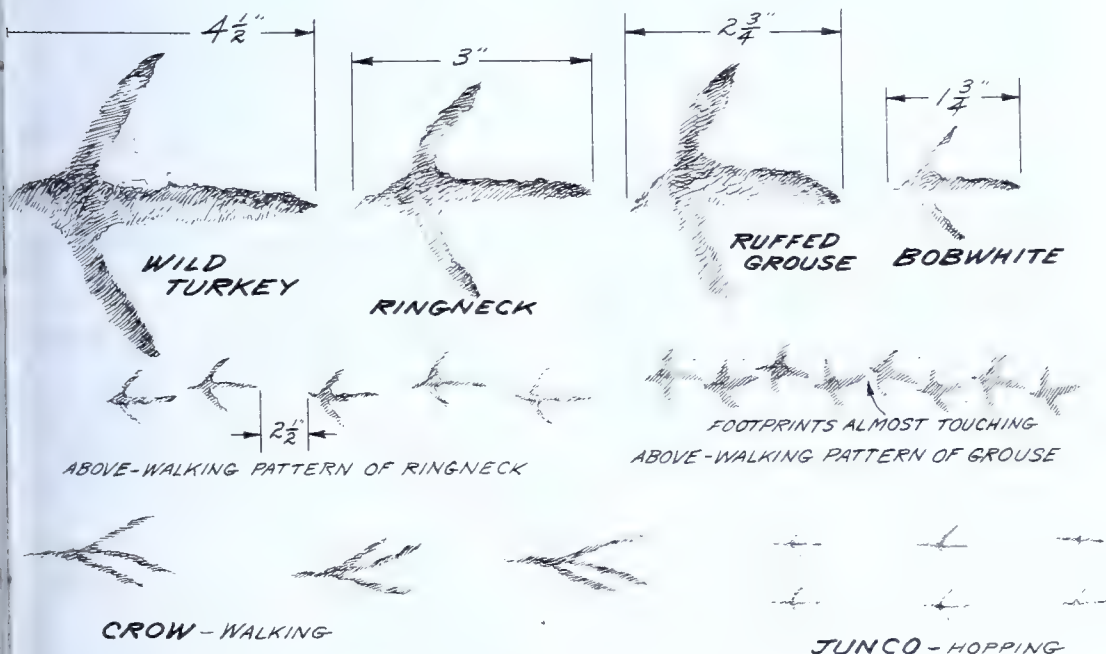 4 1/2"
3"
2 3/4"
1 3/4"
WILD
TURKEY
RINGNECK
RUFFED
GROUSE
BOBWHITE
2 1/2"
FOOTPRINTS ALMOST TOUCHING
ABOVE-WALKING PATTERN OF RINGNECK
ABOVE-WALKING PATTERN OF GROUSE
CROW-WALKING
JUNCO-HOPPING